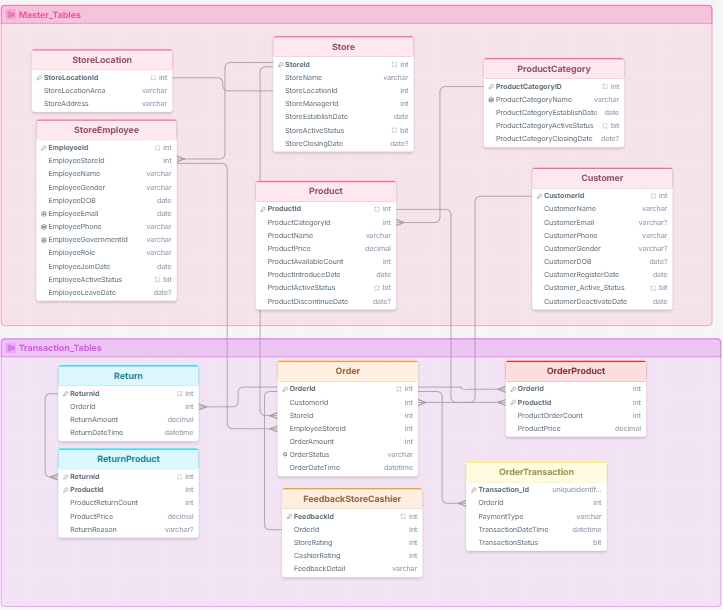 Master_Tables
StoreLocation
StoreLocationId int
StoreLocationArea varchar
StoreAddress varchar
StoreEmployee
EmployeeId int
EmployeeStoreId int
EmployeeName varchar
EmployeeGender varchar
EmployeeDOB date
EmployeeEmail date
EmployeePhone varchar
EmployeeGovernmentId varchar
EmployeeRole varchar
EmployeeJoinDate date
EmployeeActiveStatus bit
EmployeeLeaveDate date?
Store
StoreId int
StoreName varchar
StoreLocationId int
StoreManagerId int
StoreEstablishDate date
StoreActiveStatus bit
StoreClosingDate date?
Product
ProductId int
ProductCategoryId int
ProductName varchar
ProductPrice decimal
ProductAvailableCount int
ProductIntroduceDate date
ProductActiveStatus bit
ProductDiscontinueDate date?
ProductCategory
ProductCategoryID int
ProductCategoryName varchar
ProductCategoryEstablishDate date
ProductCategoryActiveStatus bit
ProductCategoryClosingDate date?
Customer
CustomerId int
CustomerName varchar
CustomerEmail varchar?
CustomerPhone varchar
CustomerGender varchar?
CustomerDOB date?
CustomerRegisterDate date
Customer_Active_Status bit
CustomerDeactivateDate date
Transaction_Tables
Return
ReturnId int
OrderId int
ReturnAmount decimal
ReturnDateTime datetime
ReturnProduct
ReturnId int
ProductId int
ProductReturnCount int
ProductPrice decimal
ReturnReason varchar?
Order
OrderId int
CustomerId int
StoreId int
EmployeeStoreId int
OrderAmount int
OrderStatus varchar
OrderDateTime datetime
FeedbackStoreCashier
FeedbackId int
OrderId int
StoreRating int
CashierRating int
FeedbackDetail varchar
OrderProduct
OrderId int
ProductId int
ProductOrderCount int
ProductPrice decimal
OrderTransaction
Transaction_Id uniqueidentif...
OrderId int
PaymentType varchar
TransactionDateTime datetime
TransactionStatus bit